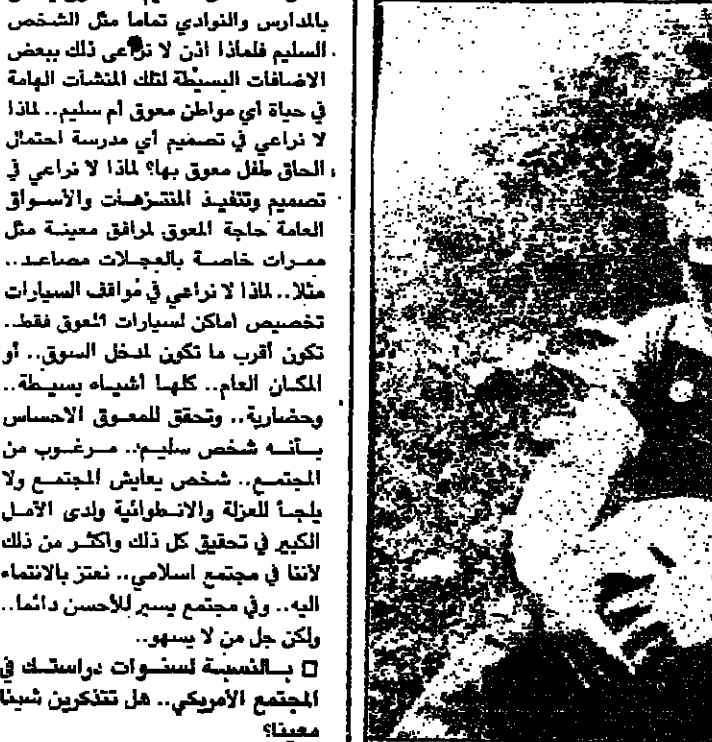 بالمدارس والنوادي تماما مثل الشخص
السليم فلماذا اذن لا نراعي ذلك ببعض
الاضافات البسيطة لتلك المنشآت الهامة
في حياة اي مواطن معوق أم سليم.. لماذا
لا نراعي في تصميم اي مدرسة احتمال
الحاق طفل معوق بها؟ لماذا لا نراعي في
تصميم وتنفيذ المنتزهات والأسواق
العامة حاجة المعوق لمرافق معينة مثل
ممرات خاصة بالعجلات مصاعد..
مثلا.. لماذا لا نراعي في مواقف السيارات
تخصيص اماكن لسيارات المعوق فقط..
تكون أقرب ما تكون لمدخل السوق.. أو
المكان العام.. كلها أشياء بسيطة..
وحضارية.. وتحقق للمعوق الاحساس
بأنه شخص سليم.. مرغوب من
المجتمع.. شخص يعايش المجتمع ولا
يلجأ للعزلة والانطوائية ولدى الأمل
الكبير في تحقيق كل ذلك واكثر من ذلك
لأننا في مجتمع اسلامي.. نعتز بالانتماء
اليه.. وفي مجتمع يسير للأحسن دائما..
ولكن جل من لا يسهو..
□ بالنسبة لسنوات دراستك في
المجتمع الأمريكي.. هل تتذكرين شيئا
معينا؟